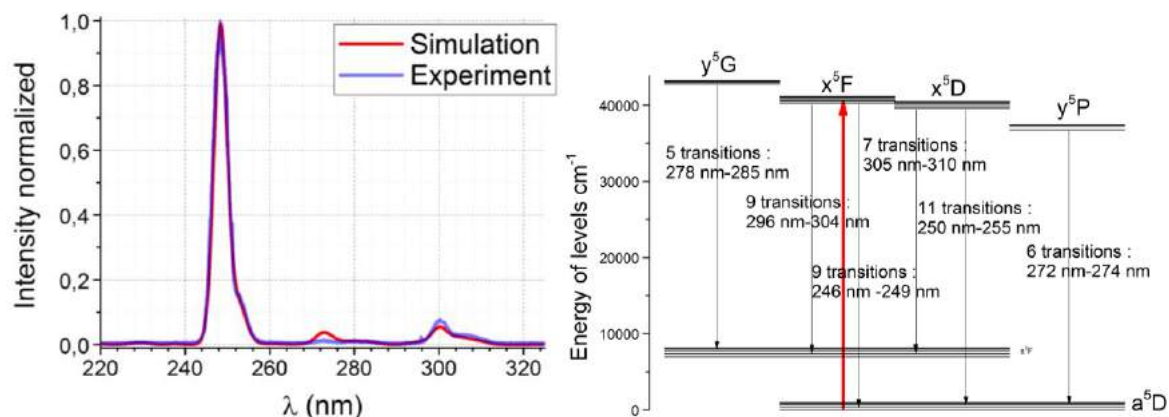 1,0
0,8
0,6
0,4
0,2
0,0
Intensity normalized
Simulation
Experiment
220
240
260
280
300
320
λ (nm)
Energy of levels cm⁻¹
40000
30000
20000
10000
0
y⁵G
x⁵F
x⁵D
y⁵P
5 transitions :
278 nm-285 nm
7 transitions :
305 nm-310 nm
9 transitions :
296 nm-304 nm
11 transitions :
250 nm-255 nm
9 transitions :
246 nm -249 nm
6 transitions :
272 nm-274 nm
a⁵D